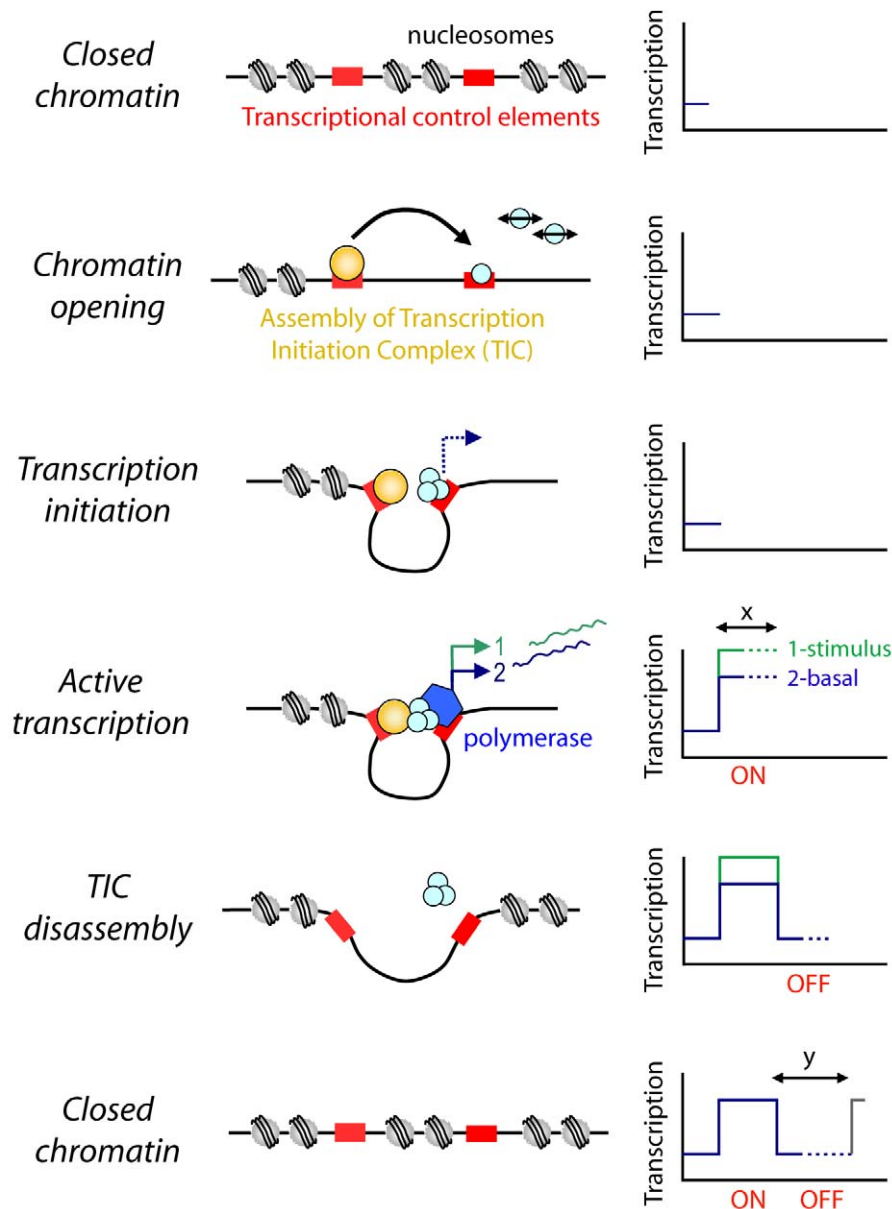 Closed
chromatin
nucleosomes
Transcriptional control elements
Transcription
Chromatin
opening
Assembly of Transcription
Initiation Complex (TIC)
Transcription
Transcription
initiation
Transcription
Active
transcription
1
2
polymerase
Transcription
x
1-stimulus
2-basal
ON
TIC
disassembly
Transcription
OFF
Closed
chromatin
Transcription
y
ON OFF